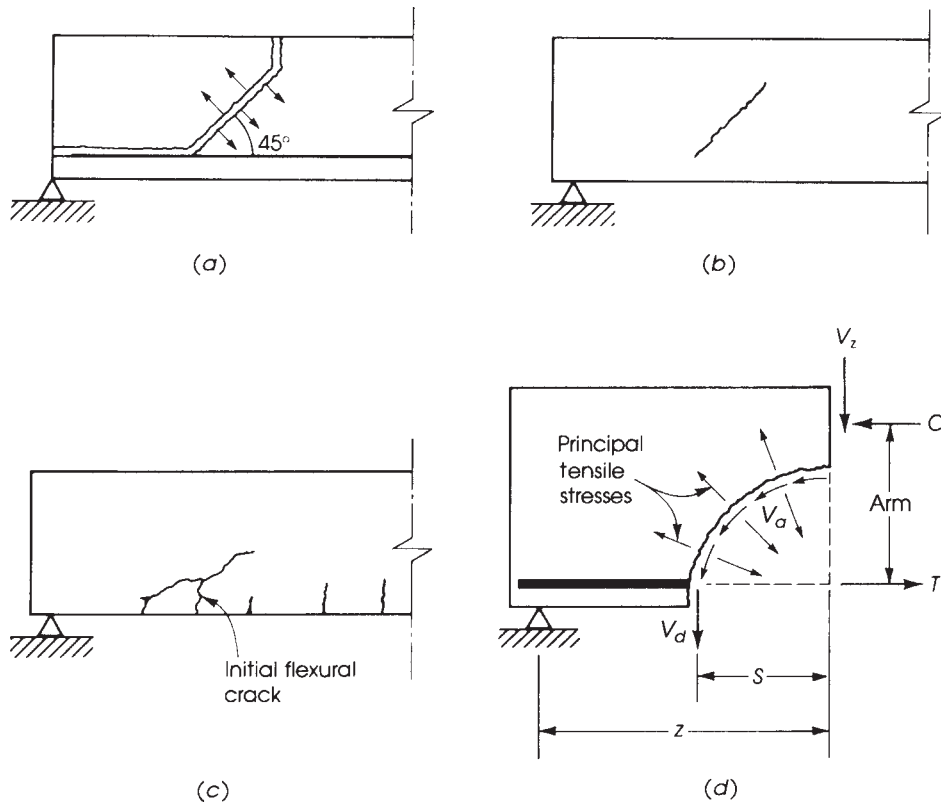 45°
(a)
(b)
Initial flexural
crack
(c)
V_z
C
Principal
tensile
stresses
V_a
Arm
T
V_d
S
z
(d)